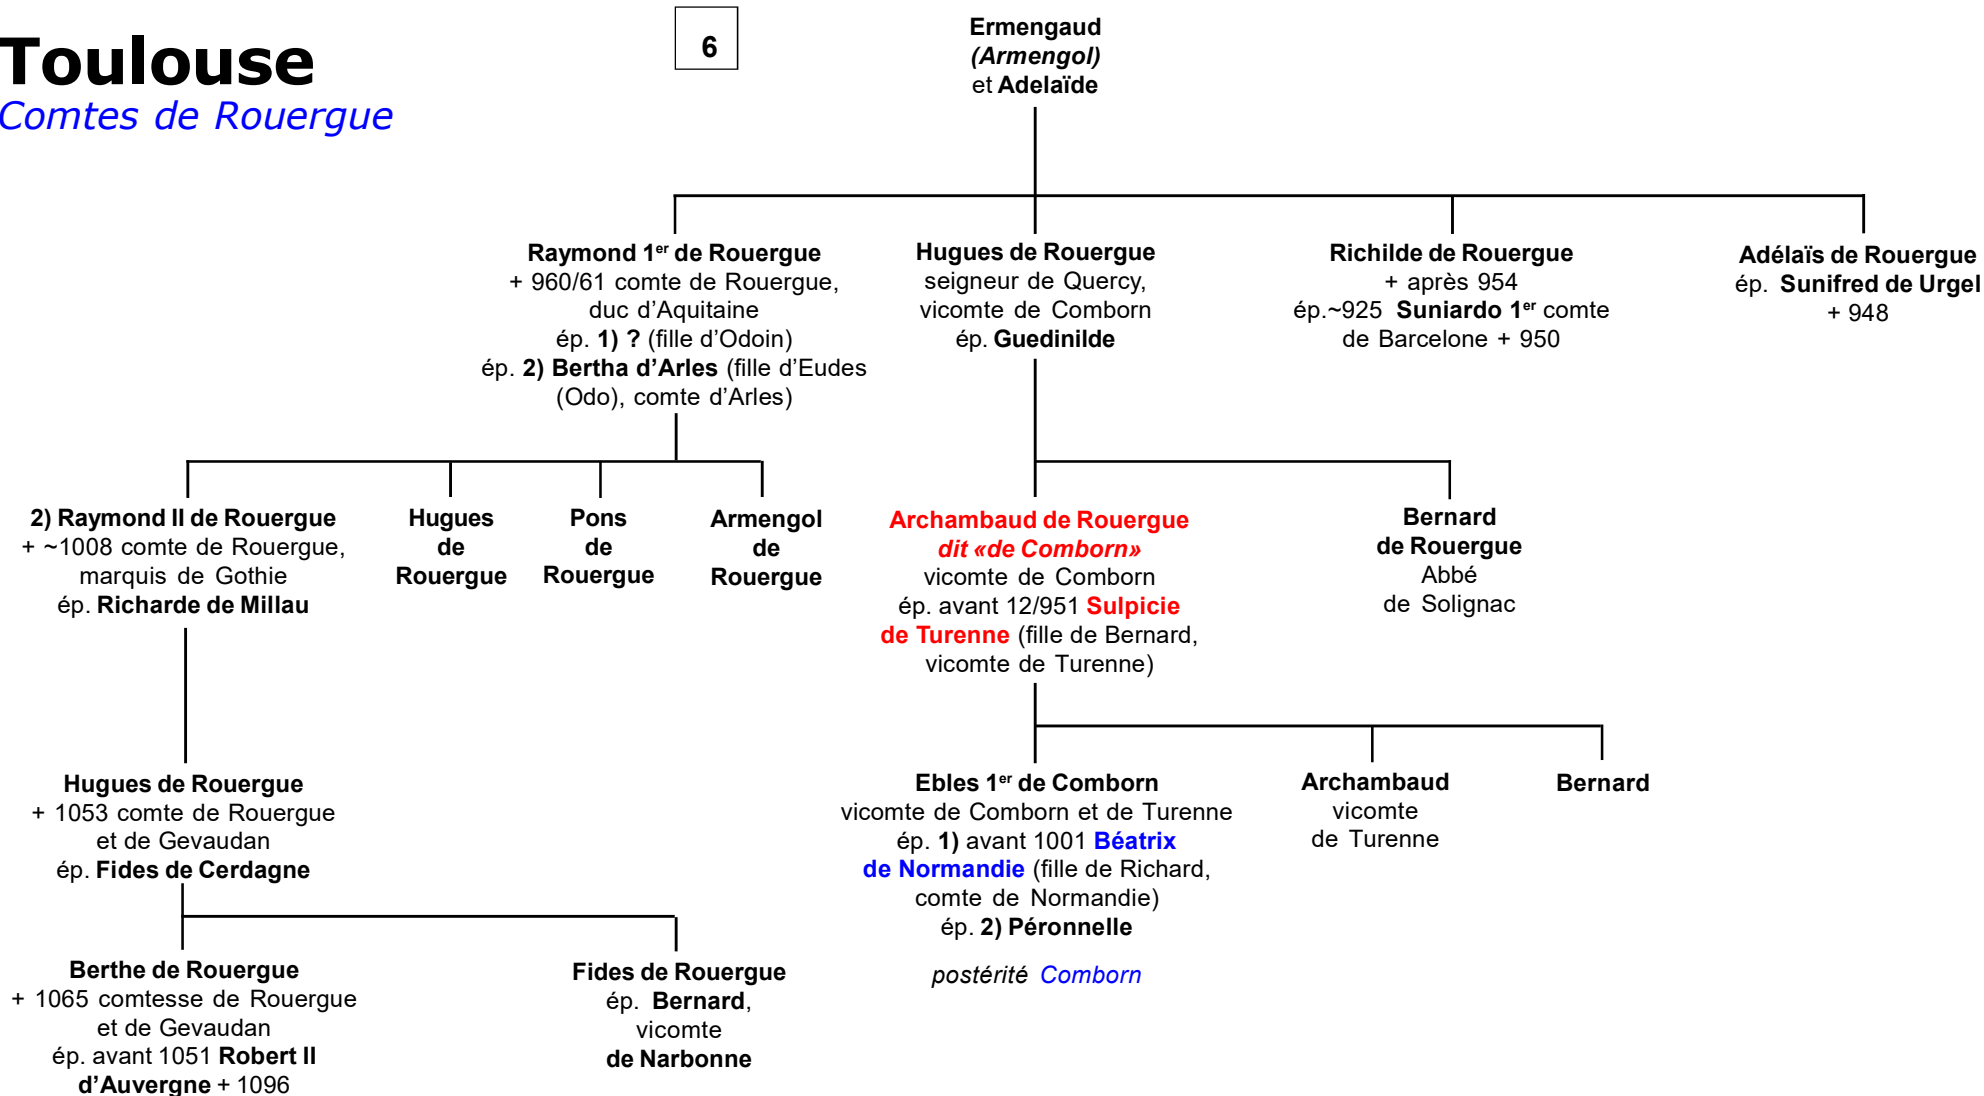 Toulouse
Comtes de Rouergue
6
Ermengaud
(Armengol)
et Adelaïde
Raymond 1er de Rouergue
+ 960/61 comte de Rouergue,
duc d'Aquitaine
ép. 1) ? (fille d'Odoin)
ép. 2) Bertha d'Arles (fille d'Eudes
(Odo), comte d'Arles)
Hugues de Rouergue
seigneur de Quercy,
vicomte de Comborn
ép. Guedinilde
Richilde de Rouergue
+ après 954
ép.~925 Suniardo 1er comte
de Barcelone + 950
Adélaïs de Rouergue
ép. Sunifred de Urgel
+ 948
2) Raymond II de Rouergue
+ ~1008 comte de Rouergue,
marquis de Gothie
ép. Richarde de Millau
Hugues
de
Rouergue
Pons
de
Rouergue
Armengol
de
Rouergue
Archambaud de Rouergue
dit «de Comborn»
vicomte de Comborn
ép. avant 12/951 Sulpicie
de Turenne (fille de Bernard,
vicomte de Turenne)
Bernard
de Rouergue
Abbé
de Solignac
Hugues de Rouergue
+ 1053 comte de Rouergue
et de Gevaudan
ép. Fides de Cerdagne
Ebles 1er de Comborn
vicomte de Comborn et de Turenne
ép. 1) avant 1001 Béatrix
de Normandie (fille de Richard,
comte de Normandie)
ép. 2) Péronnelle
postérité Comborn
Archambaud
vicomte
de Turenne
Bernard
Berthe de Rouergue
+ 1065 comtesse de Rouergue
et de Gevaudan
ép. avant 1051 Robert II
d'Auvergne + 1096
Fides de Rouergue
ép. Bernard,
vicomte
de Narbonne